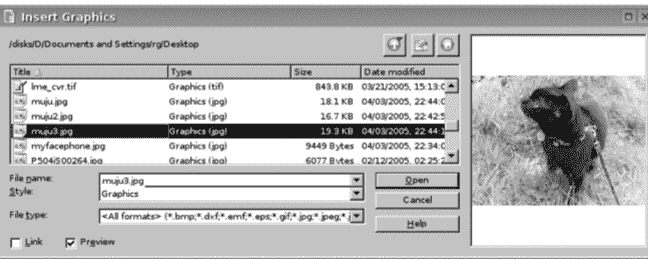 Insert Graphics
/disks/D/Documents and Settings/rg/Desktop
Title Type Size Date modified
lme_cvr.tif Graphics (tif) 843.8 KB 03/21/2005, 15:13:0
muju.jpg Graphics (jpg) 18.1 KB 04/03/2005, 22:44:0
muju2.jpg Graphics (jpg) 16.7 KB 04/03/2005, 22:42:5
muju3.jpg Graphics (jpg) 19.3 KB 04/03/2005, 22:44:1
myfacephone.jpg Graphics (jpg) 9449 Bytes 04/03/2005, 22:34:0
P504iS00264.jpg Graphics (jpg) 6077 Bytes 02/12/2005, 02:25:2
File name: muju3.jpg Open
Style: Graphics
Cancel
File type: <All formats> (*.bmp;*.dxf;*.emf;*.eps;*.gif;*.jpg;*.jpeg;*.j
Help
Link Preview